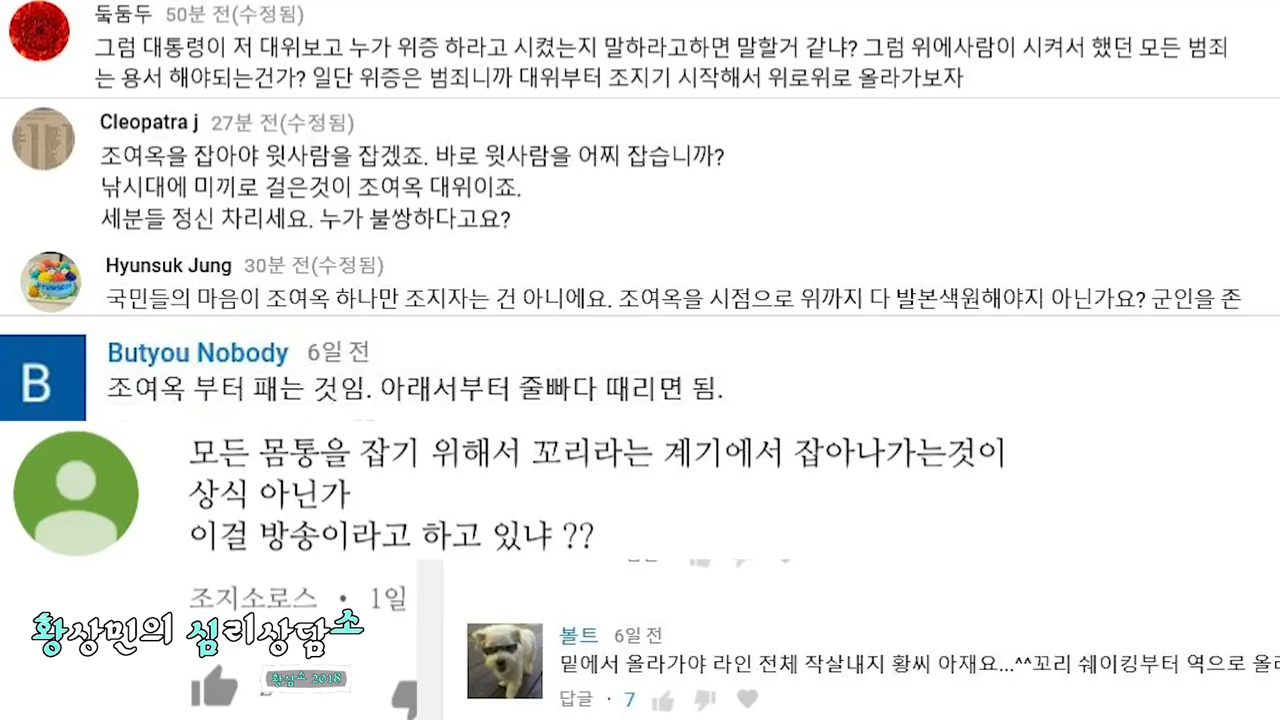 둑둠두 50분 전(수정됨)
그럼 대통령이 저 대위보고 누가 위증 하라고 시켰는지 말하라고하면 말할거 같냐? 그럼 위에사람이 시켜서 했던 모든 범죄
는 용서 해야되는건가? 일단 위증은 범죄니까 대위부터 조지기 시작해서 위로위로 올라가보자
Cleopatra j 27분 전(수정됨)
조여옥을 잡아야 윗사람을 잡겠죠. 바로 윗사람을 어찌 잡습니까?
낚시대에 미끼로 걸은것이 조여옥 대위이죠.
세분들 정신 차리세요. 누가 불쌍하다고요?
Hyunsuk Jung 30분 전(수정됨)
국민들의 마음이 조여옥 하나만 조지자는 건 아니에요. 조여옥을 시점으로 위까지 다 발본색원해야지 아닌가요? 군인을 존
B
Butyou Nobody 6일 전
조여옥 부터 패는 것임. 아래서부터 줄빠다 때리면 됨.
모든 몸통을 잡기 위해서 꼬리라는 계기에서 잡아나가는것이
상식 아닌가
이걸 방송이라고 하고 있냐 ??
조지소로스 • 1일
황상민의 심리상담소
황심소 2018
볼트 6일 전
밑에서 올라가야 라인 전체 작살내지 황씨 아재요...^^꼬리 쉐이킹부터 역으로 올
답글 · 7